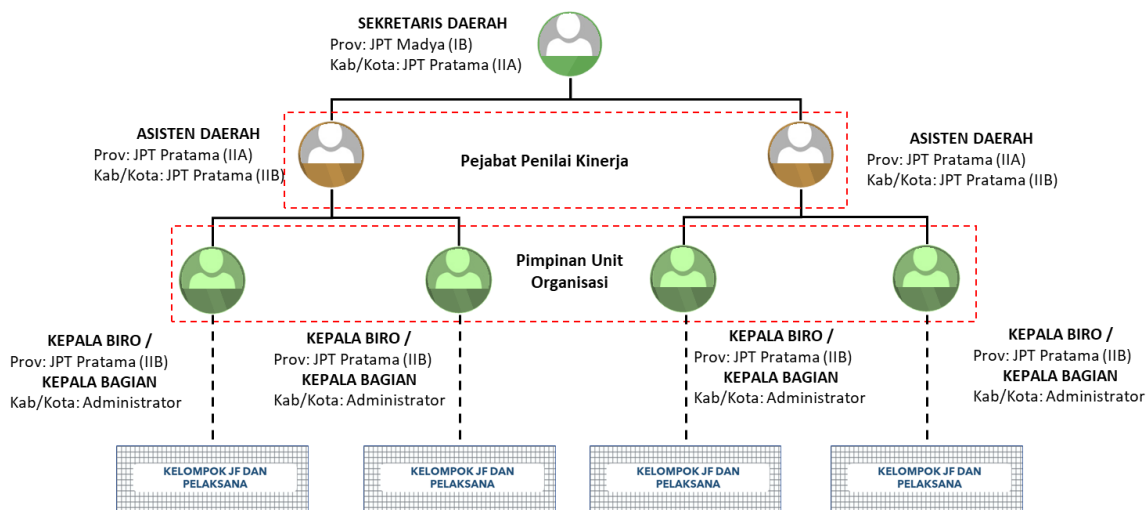 SEKRETARIS DAERAH
Prov: JPT Madya (IB)
Kab/Kota: JPT Pratama (IIA)
ASISTEN DAERAH
Prov: JPT Pratama (IIA)
Kab/Kota: JPT Pratama (IIB)
Pejabat Penilai Kinerja
ASISTEN DAERAH
Prov: JPT Pratama (IIA)
Kab/Kota: JPT Pratama (IIB)
Pimpinan Unit
Organisasi
KEPALA BIRO /
Prov: JPT Pratama (IIB)
KEPALA BAGIAN
Kab/Kota: Administrator
KEPALA BIRO /
Prov: JPT Pratama (IIB)
KEPALA BAGIAN
Kab/Kota: Administrator
KEPALA BIRO /
Prov: JPT Pratama (IIB)
KEPALA BAGIAN
Kab/Kota: Administrator
KEPALA BIRO /
Prov: JPT Pratama (IIB)
KEPALA BAGIAN
Kab/Kota: Administrator
KELOMPOK JF DAN
PELAKSANA
KELOMPOK JF DAN
PELAKSANA
KELOMPOK JF DAN
PELAKSANA
KELOMPOK JF DAN
PELAKSANA